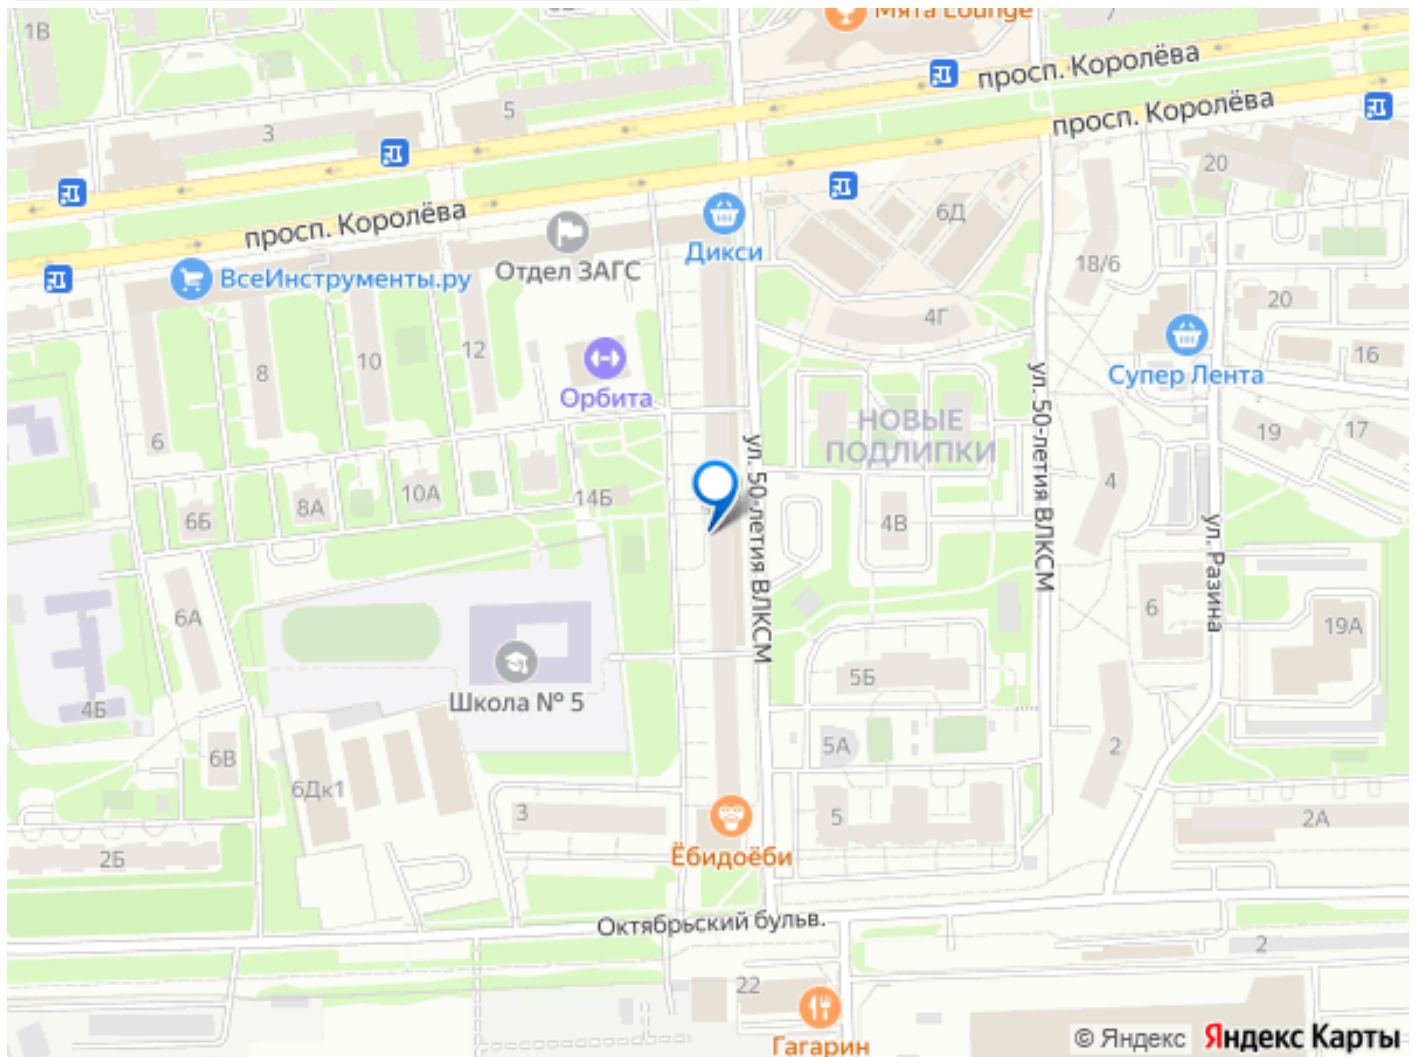 Мята Lounge
7
1В
просп. Королёва
просп. Королёва
5
3
20
просп. Королёва
6Д
Дикси
Отдел ЗАГС
ВсеИнструменты.ру
18/6
20
4Г
12
10
8
Орбита
Супер Лента
16
6
НОВЫЕ
ПОДЛИПКИ
19
17
ул. 50-летия ВЛКСМ
ул. 50-летия ВЛКСМ
4
10А
8А
14Б
6Б
4В
ул. Разина
6А
6
19А
Школа № 5
4Б
5Б
5А
2
6В
6Дк1
3
5
2А
2Б
Ёбидоёби
Октябрьский бульв.
2
22
Гагарин
© Яндекс Яндекс Карты